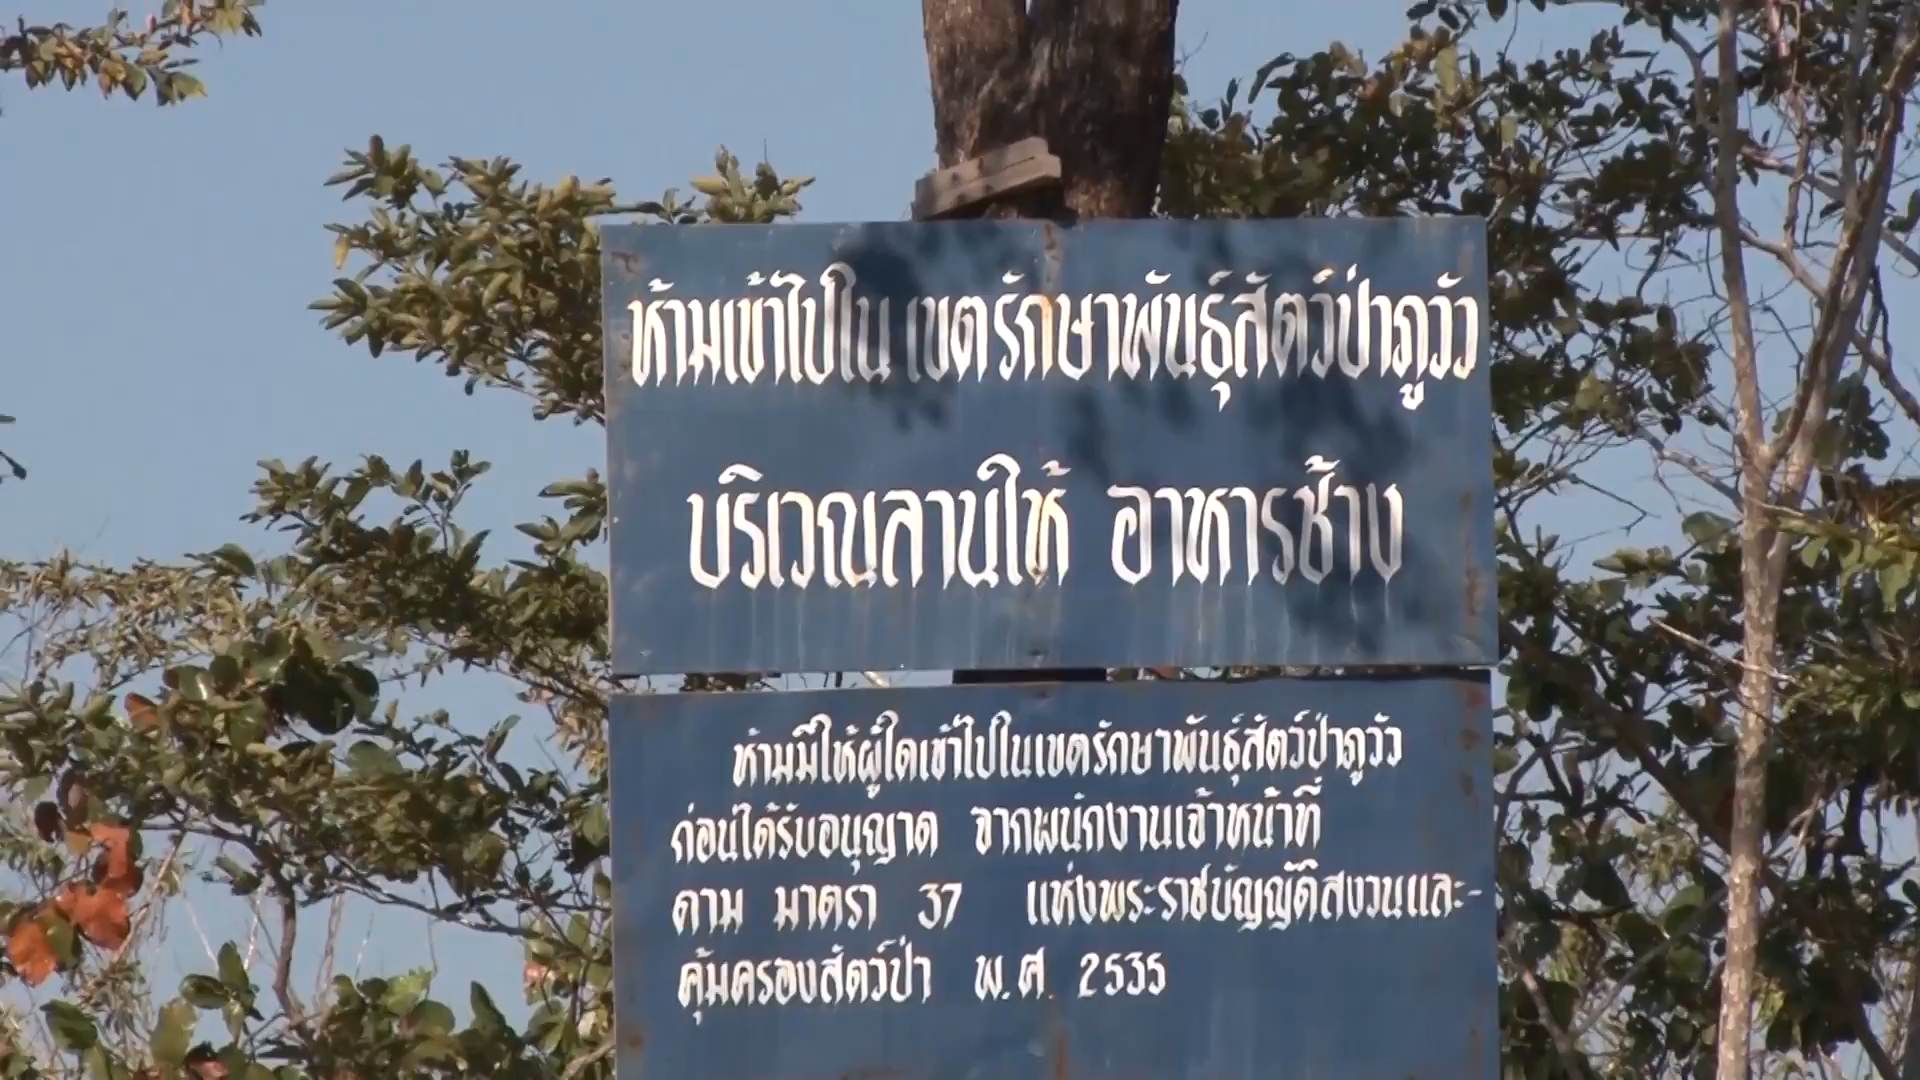 ห้ามเข้าไปใน เขตรักษาพันธุ์สัตว์ป่าภูวัว
บริเวณลานให้ อาหารช้าง
ห้ามมิให้ผู้ใดเข้าไปในเขตรักษาพันธุ์สัตว์ป่าภูวัว
ก่อนได้รับอนุญาต จากพนักงานเจ้าหน้าที่
ตาม มาตรา 37 แห่งพระราชบัญญัติสงวนและ-
คุ้มครองสัตว์ป่า พ.ศ. 2535